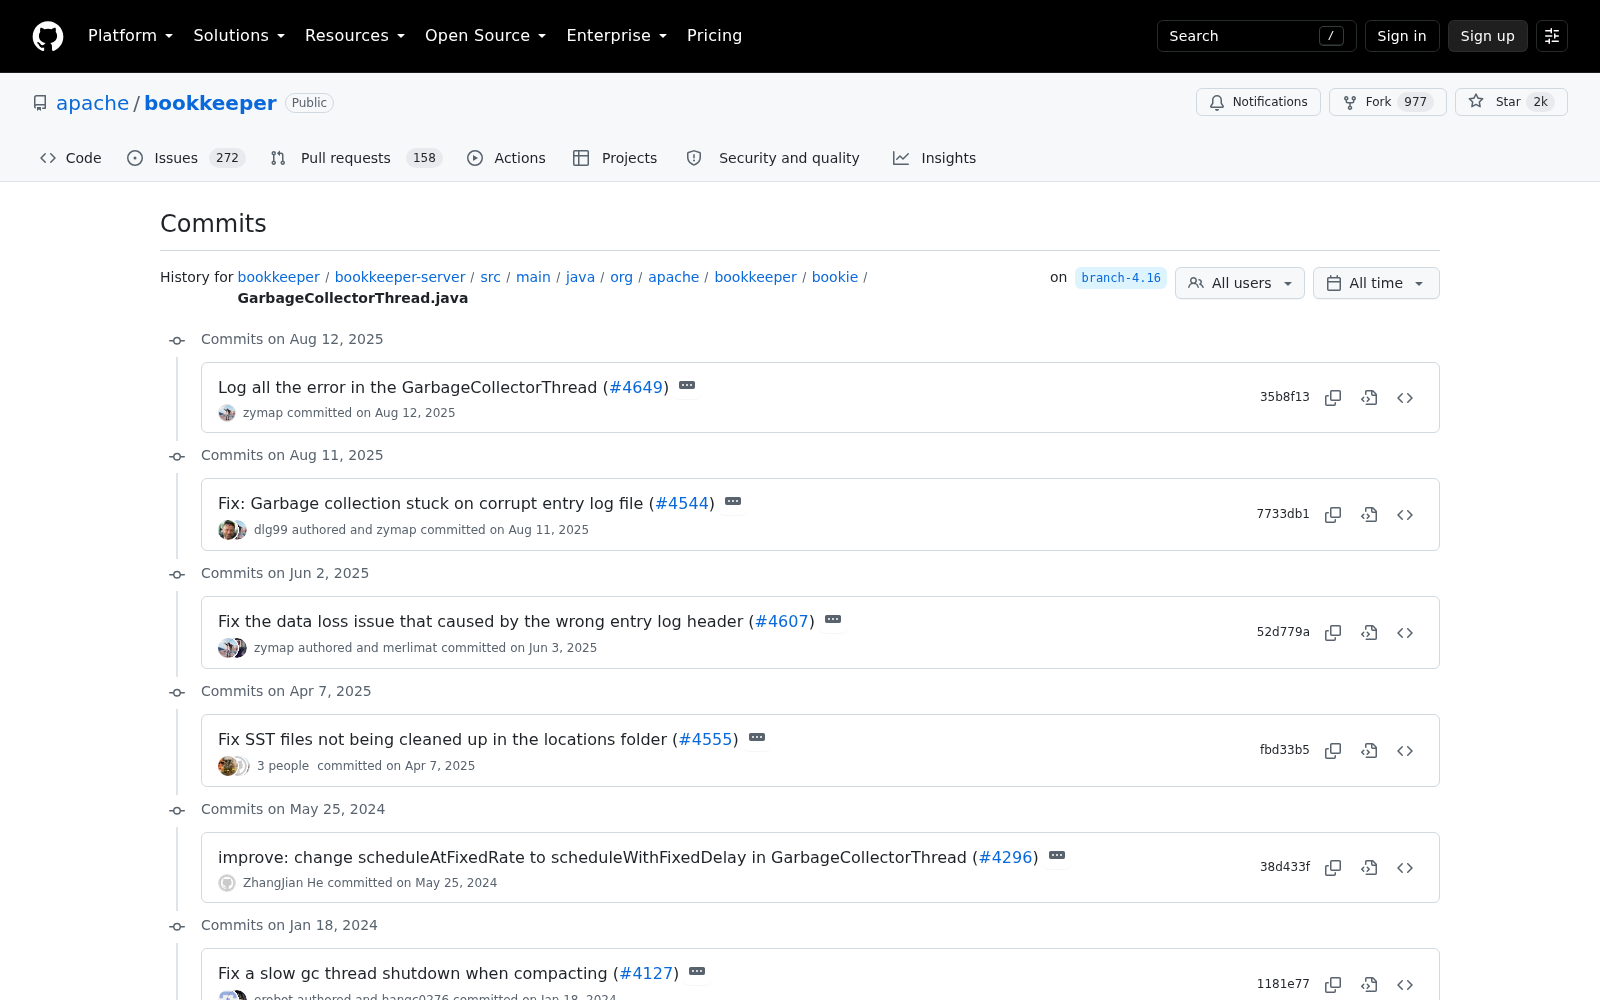 Platform Solutions Resources Open Source Enterprise Pricing Search / Sign in Sign up
apache / bookkeeper Public Notifications Fork 977 Star 2k
Code Issues 272 Pull requests 158 Actions Projects Security and quality Insights
Commits
History for bookkeeper / bookkeeper-server / src / main / java / org / apache / bookkeeper / bookie / on branch-4.16 All users All time
GarbageCollectorThread.java
Commits on Aug 12, 2025
Log all the error in the GarbageCollectorThread (#4649)
35b8f13
zymap committed on Aug 12, 2025
Commits on Aug 11, 2025
Fix: Garbage collection stuck on corrupt entry log file (#4544)
7733db1
dlg99 authored and zymap committed on Aug 11, 2025
Commits on Jun 2, 2025
Fix the data loss issue that caused by the wrong entry log header (#4607)
52d779a
zymap authored and merlimat committed on Jun 3, 2025
Commits on Apr 7, 2025
Fix SST files not being cleaned up in the locations folder (#4555)
fbd33b5
3 people committed on Apr 7, 2025
Commits on May 25, 2024
improve: change scheduleAtFixedRate to scheduleWithFixedDelay in GarbageCollectorThread (#4296)
38d433f
ZhangJian He committed on May 25, 2024
Commits on Jan 18, 2024
Fix a slow gc thread shutdown when compacting (#4127)
1181e77
erobot authored and hangc0276 committed on Jan 18, 2024